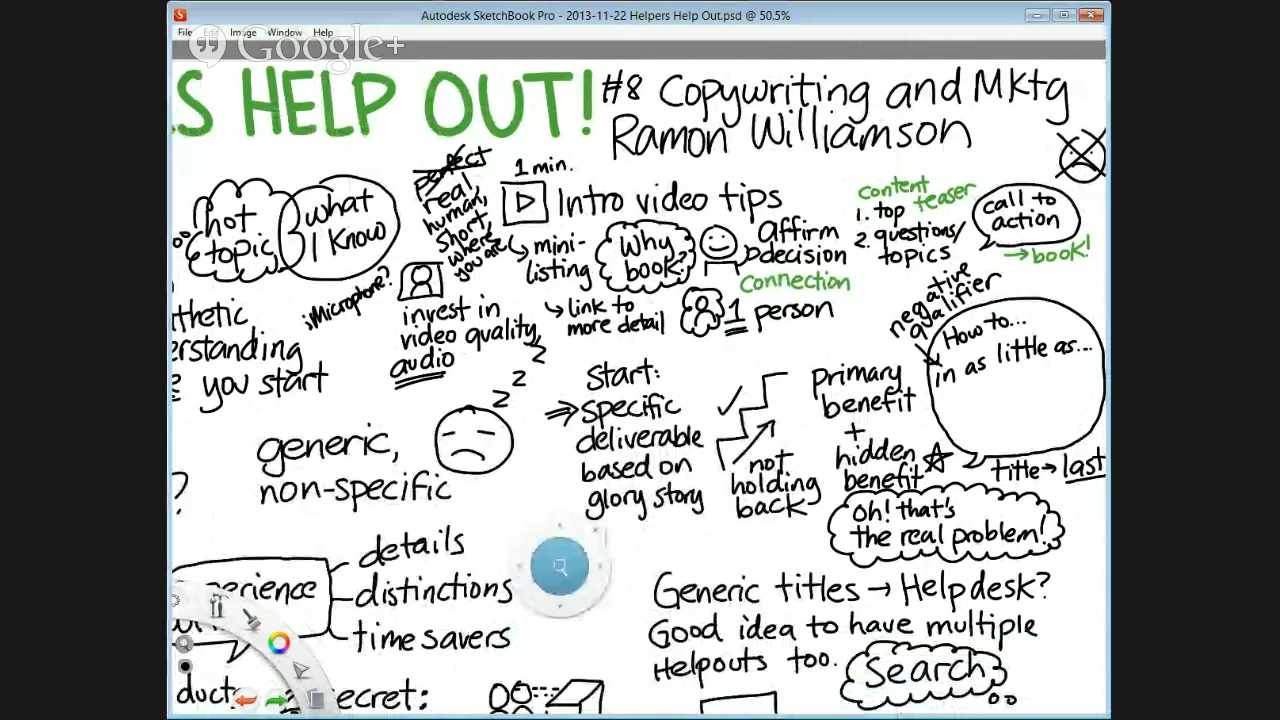 Autodesk SketchBook Pro - 2013-11-22 Helpers Help Out.psd @ 50.5%
File Edit Image Window Help
Google+
S HELP OUT!
#8 Copywriting and Mktg
Ramon Williamson
hot
topic
what
I know
perfect
real,
human,
short,
where
you are
1 min.
Intro video tips
mini-
listing
link to
more detail
Why
book?
affirm
decision
connection
1 person
content
teaser
1. top
2. questions/
topics
call to
action
→ book!
¡Microphone?
invest in
video quality,
audio
thetic
erstanding
you start
negative
qualifier
How to...
in as little as...
title → last
z
z
z
generic,
non-specific
Start:
specific
deliverable
based on
glory story
not
holding
back
primary
benefit
+
hidden
benefit
oh! that's
the real problem!
?
perience
details
distinctions
time savers
Generic titles → Helpdesk?
Good idea to have multiple
Helpouts too.
Search
duct
ecret: